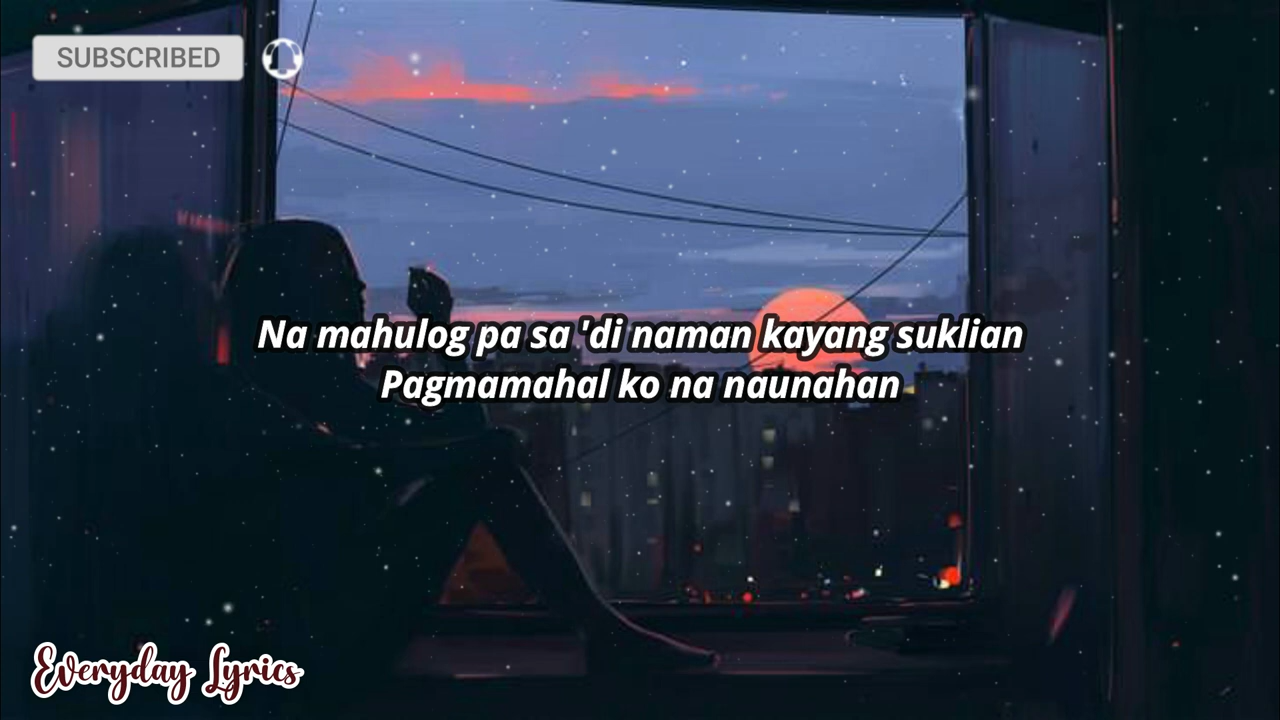 SUBSCRIBED
Na mahulog pa sa 'di naman kayang suklian
Pagmamahal ko na naunahan
Everyday Lyrics